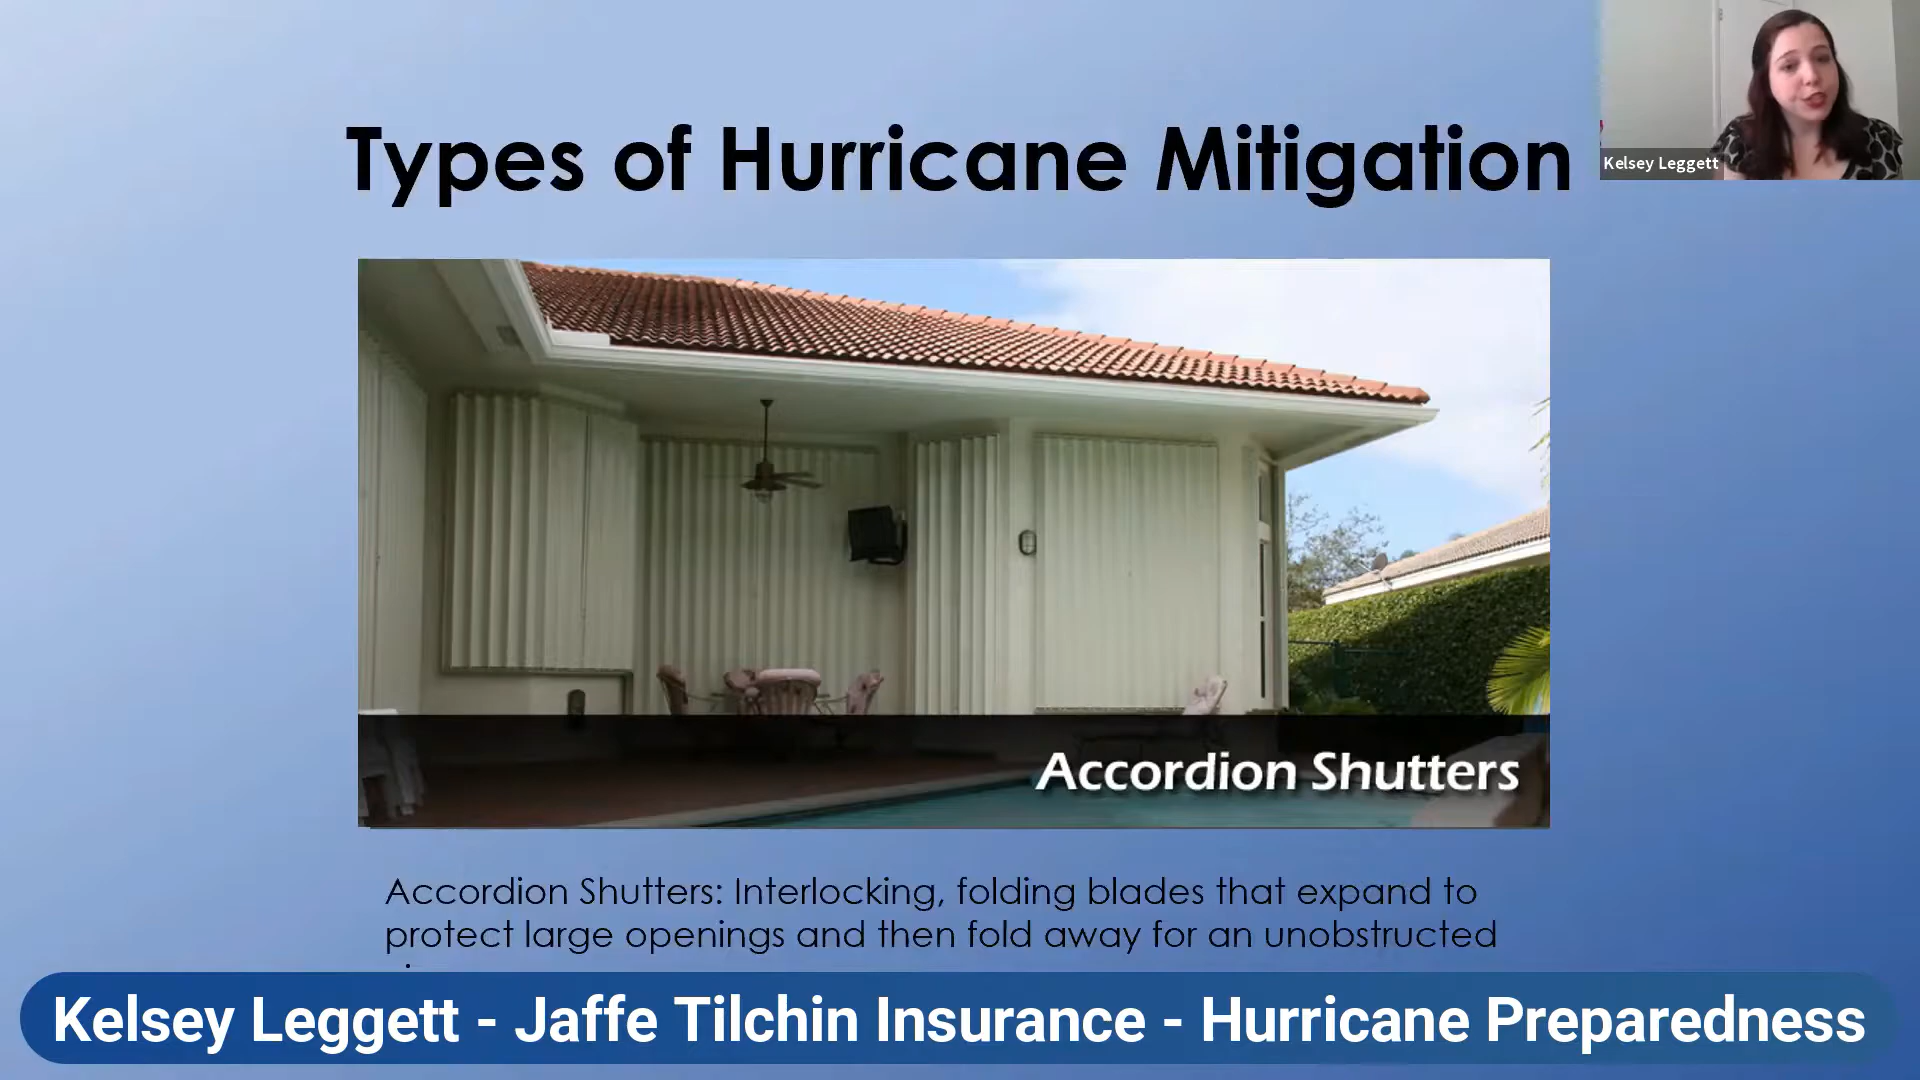 Types of Hurricane Mitigation
Kelsey Leggett
Accordion Shutters
Accordion Shutters: Interlocking, folding blades that expand to
protect large openings and then fold away for an unobstructed
Kelsey Leggett - Jaffe Tilchin Insurance - Hurricane Preparedness